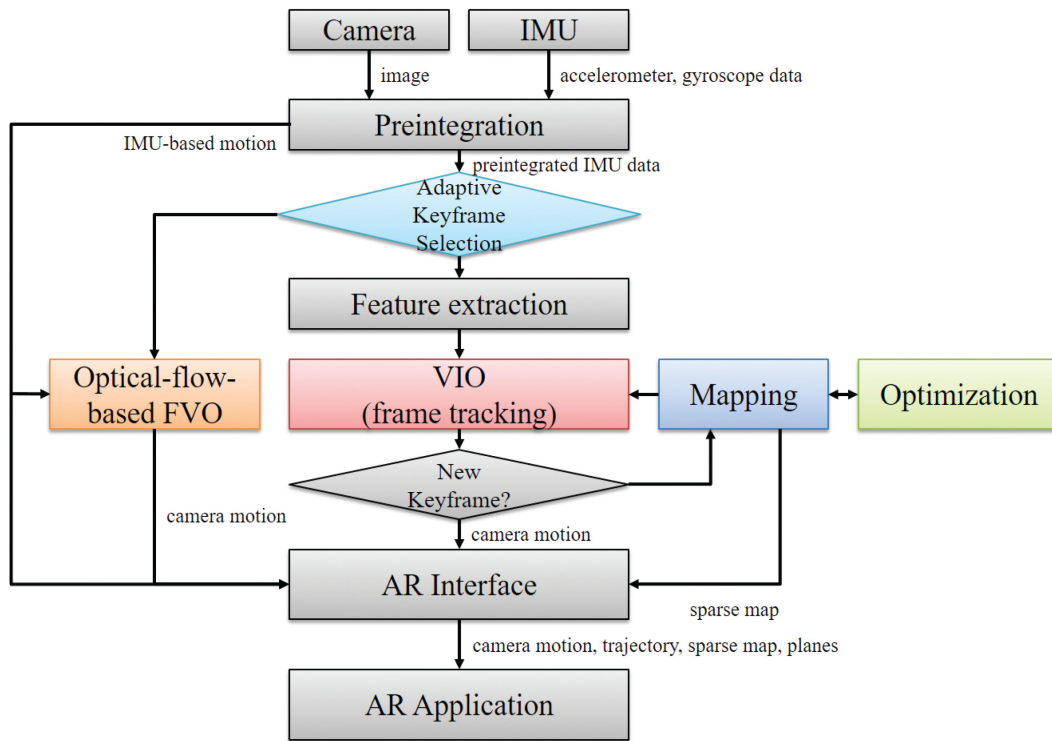 Camera
IMU
image
accelerometer, gyroscope data
Preintegration
IMU-based motion
preintegrated IMU data
Adaptive
Keyframe
Selection
Feature extraction
Optical-flow-
based FVO
VIO
(frame tracking)
Mapping
Optimization
New
Keyframe?
camera motion
camera motion
AR Interface
sparse map
camera motion, trajectory, sparse map, planes
AR Application